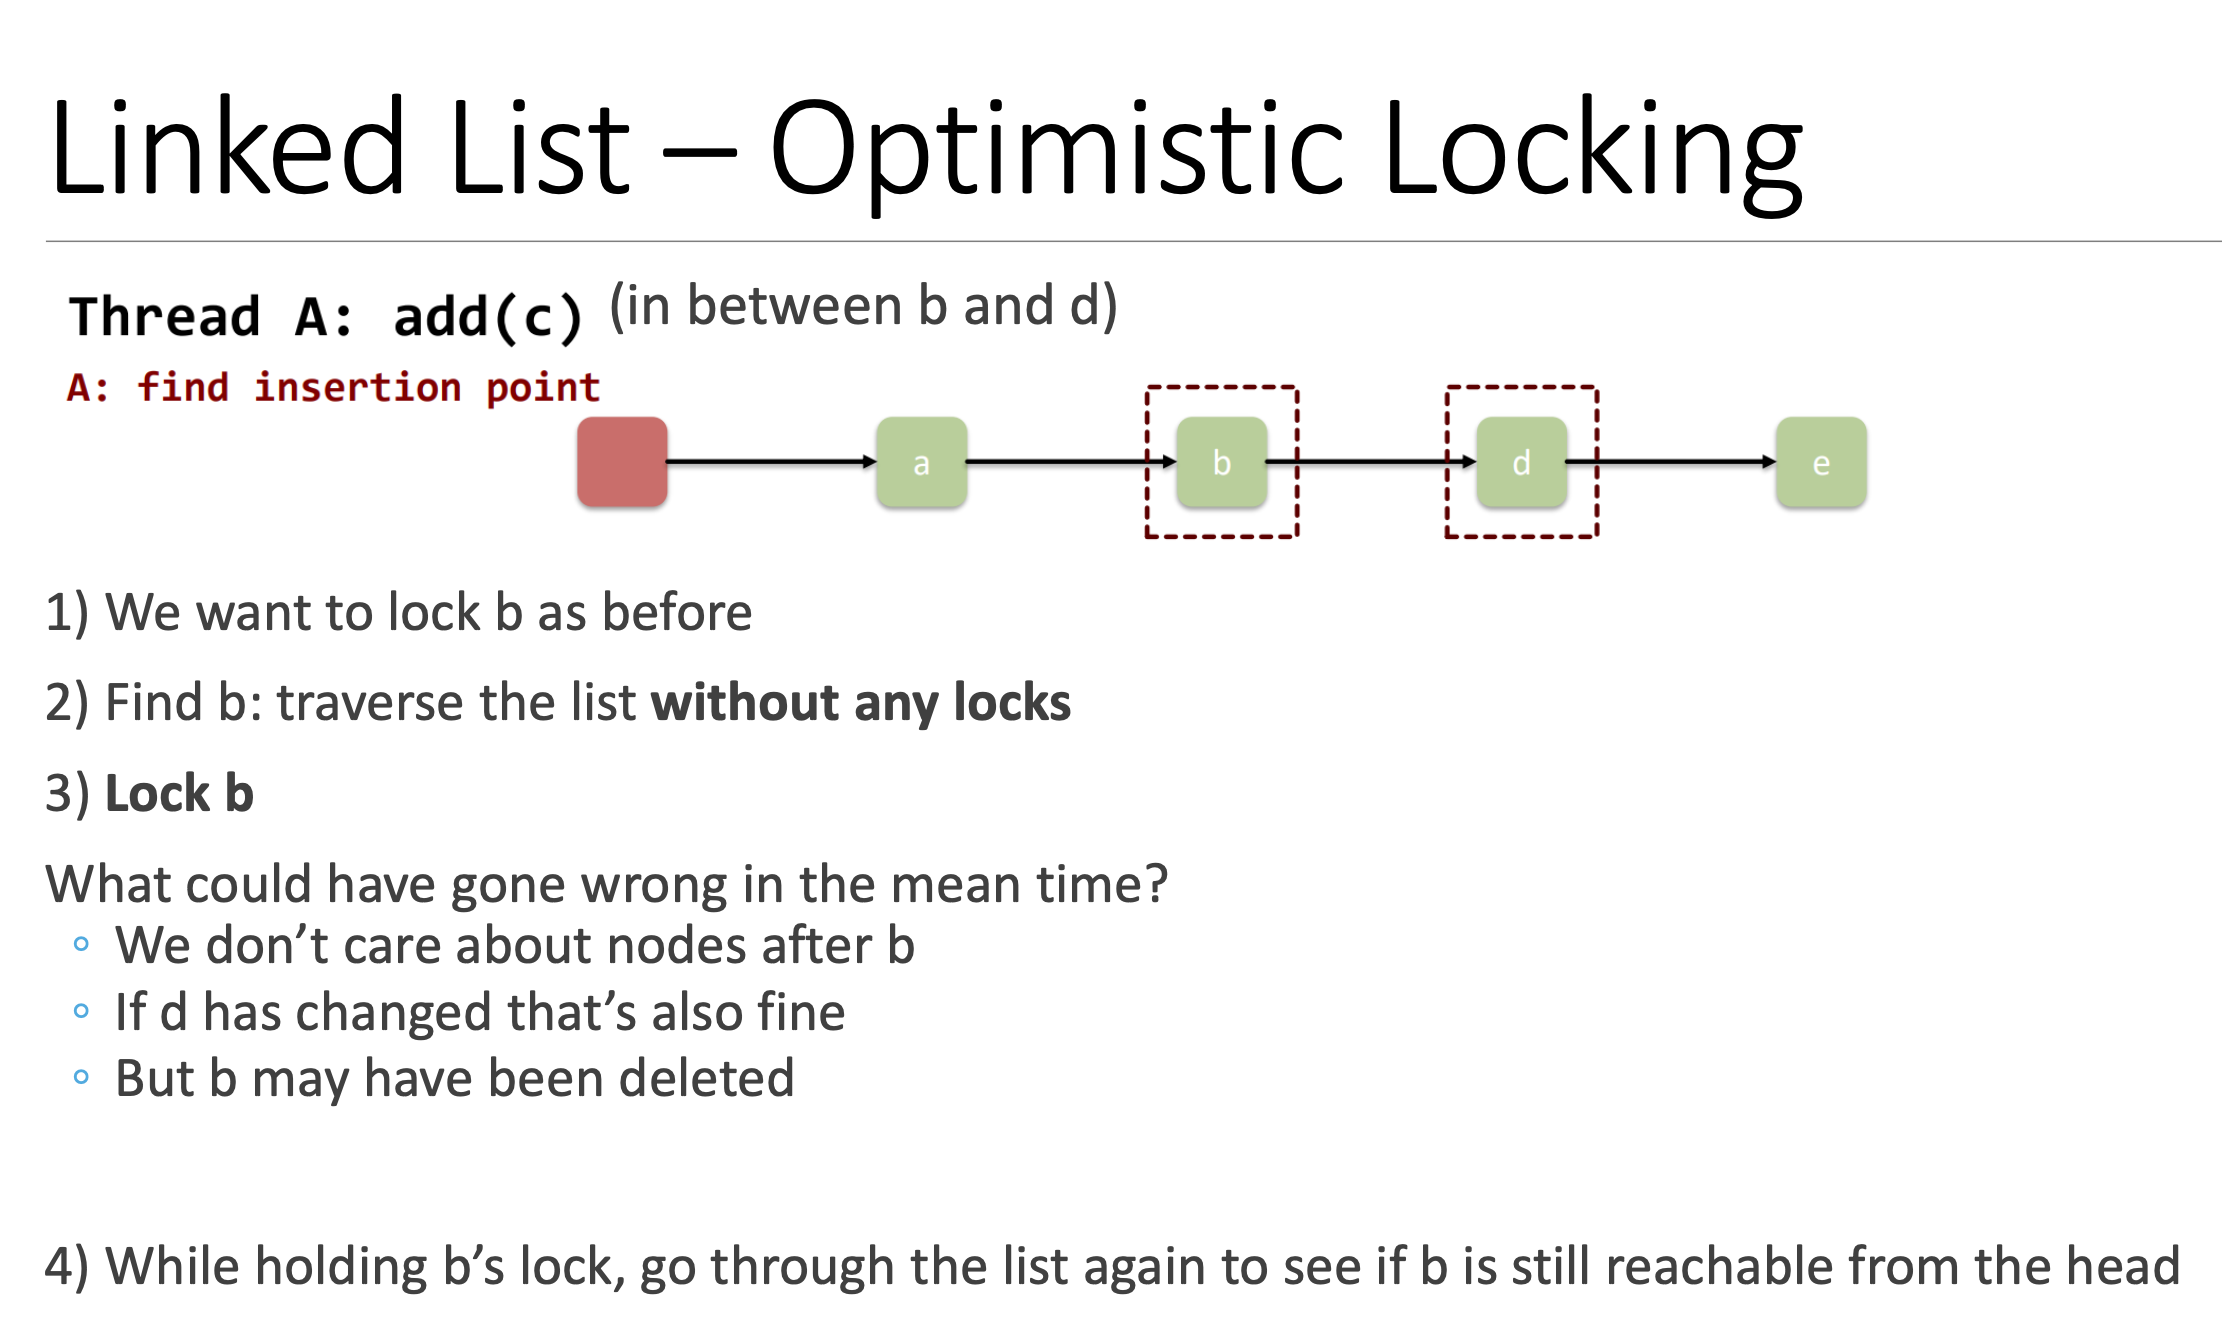 Linked List – Optimistic Locking
Thread A: add(c) (in between b and d)
A: find insertion point
a b d e
1) We want to lock b as before
2) Find b: traverse the list without any locks
3) Lock b
What could have gone wrong in the mean time?
◦ We don’t care about nodes after b
◦ If d has changed that’s also fine
◦ But b may have been deleted
4) While holding b’s lock, go through the list again to see if b is still reachable from the head